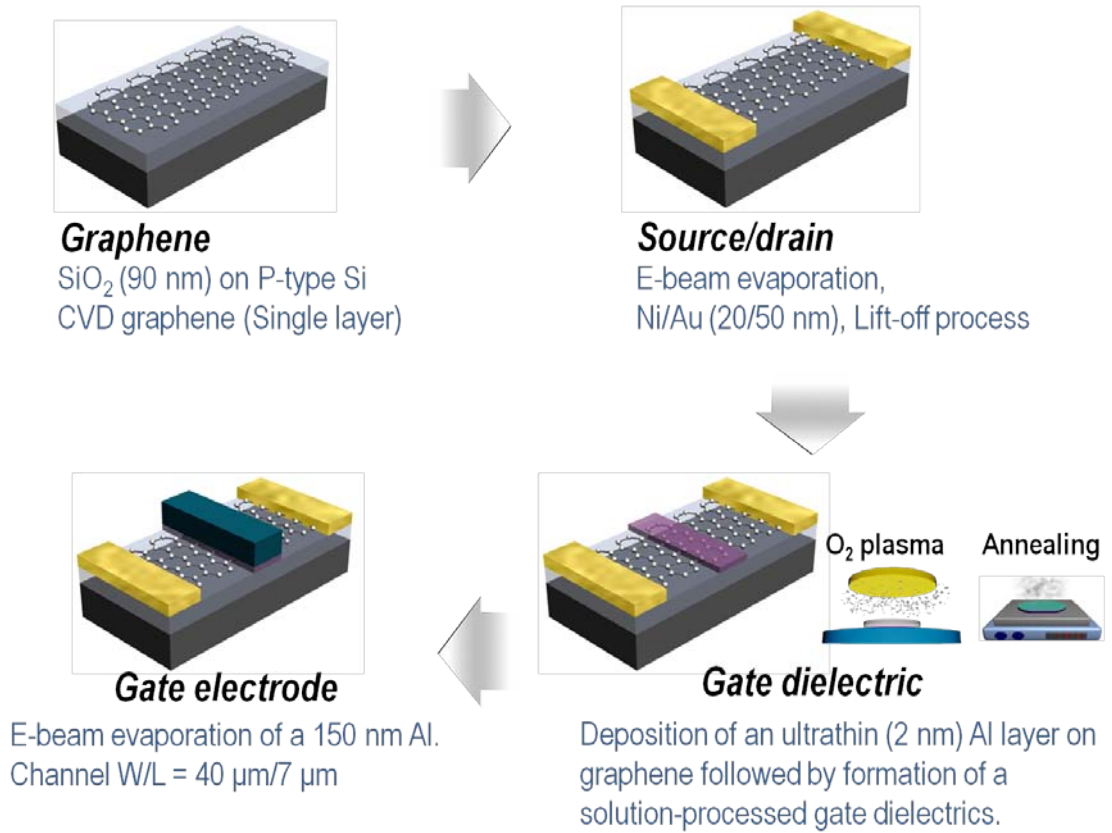 Graphene
SiO₂ (90 nm) on P-type Si
CVD graphene (Single layer)
Source/drain
E-beam evaporation,
Ni/Au (20/50 nm), Lift-off process
O₂ plasma
Annealing
Gate dielectric
Deposition of an ultrathin (2 nm) Al layer on
graphene followed by formation of a
solution-processed gate dielectrics.
Gate electrode
E-beam evaporation of a 150 nm Al.
Channel W/L = 40 μm/7 μm